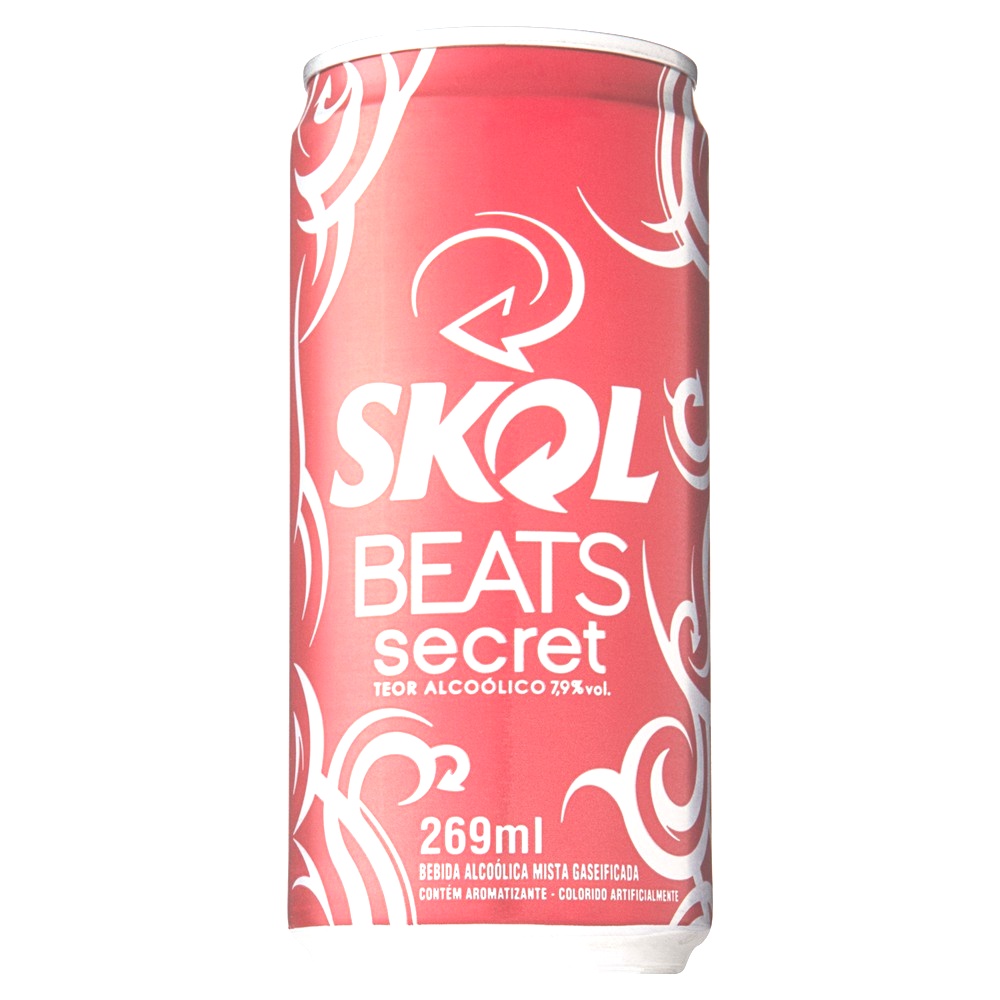 SKOL
BEATS
secret
TEOR ALCOÓLICO 7,9% vol.
269ml
BEBIDA ALCOÓLICA MISTA GASEIFICADA
CONTÉM AROMATIZANTE - COLORIDO ARTIFICIALMENTE